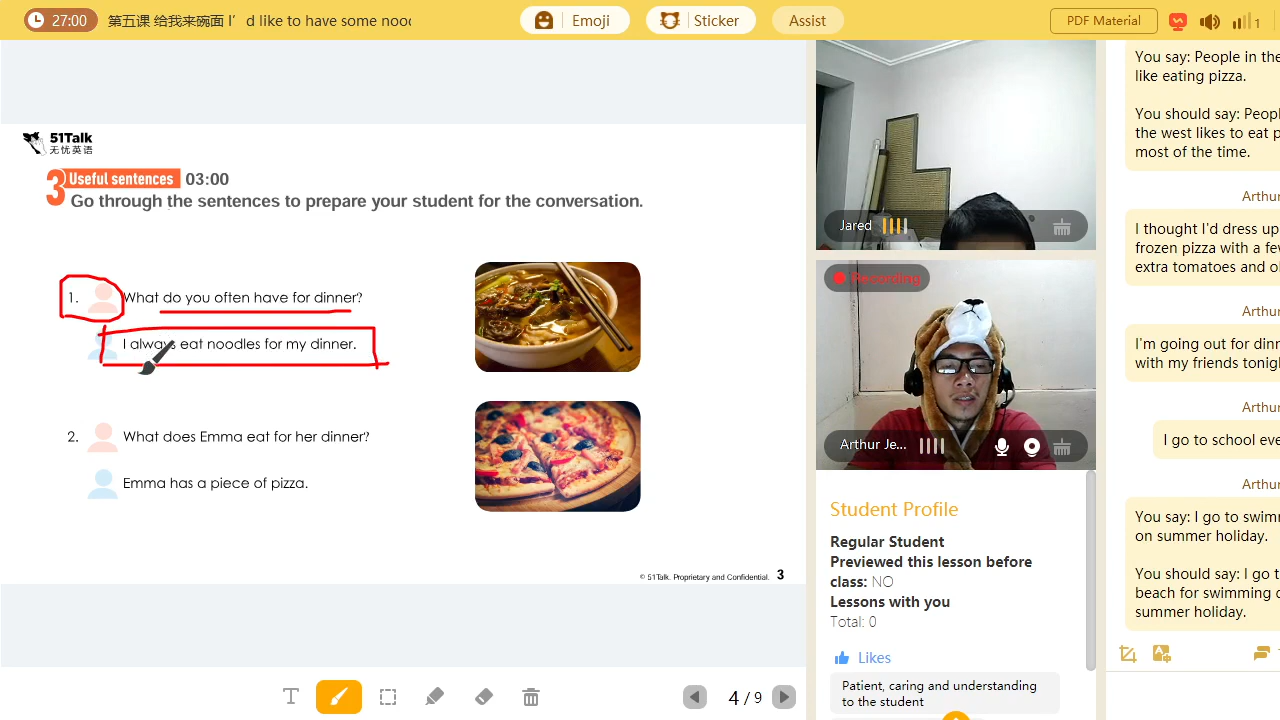 27:00
第五课 给我来碗面 I’d like to have some nooc
Emoji
Sticker
Assist
PDF Material
1
51Talk
无忧英语
3 Useful sentences 03:00
Go through the sentences to prepare your student for the conversation.
1. What do you often have for dinner?
I always eat noodles for my dinner.
2. What does Emma eat for her dinner?
Emma has a piece of pizza.
© 51Talk. Proprietary and Confidential. 3
T
4 / 9
Jared
Recording
Arthur Je...
Student Profile
Regular Student
Previewed this lesson before
class: NO
Lessons with you
Total: 0
Likes
Patient, caring and understanding
to the student
You say: People in the
like eating pizza.
You should say: Peopl
the west likes to eat p
most of the time.
Arthur
I thought I'd dress up
frozen pizza with a few
extra tomatoes and ol
Arthur
I'm going out for dinn
with my friends tonigh
Arthur
I go to school eve
Arthur
You say: I go to swimn
on summer holiday.
You should say: I go t
beach for swimming o
summer holiday.